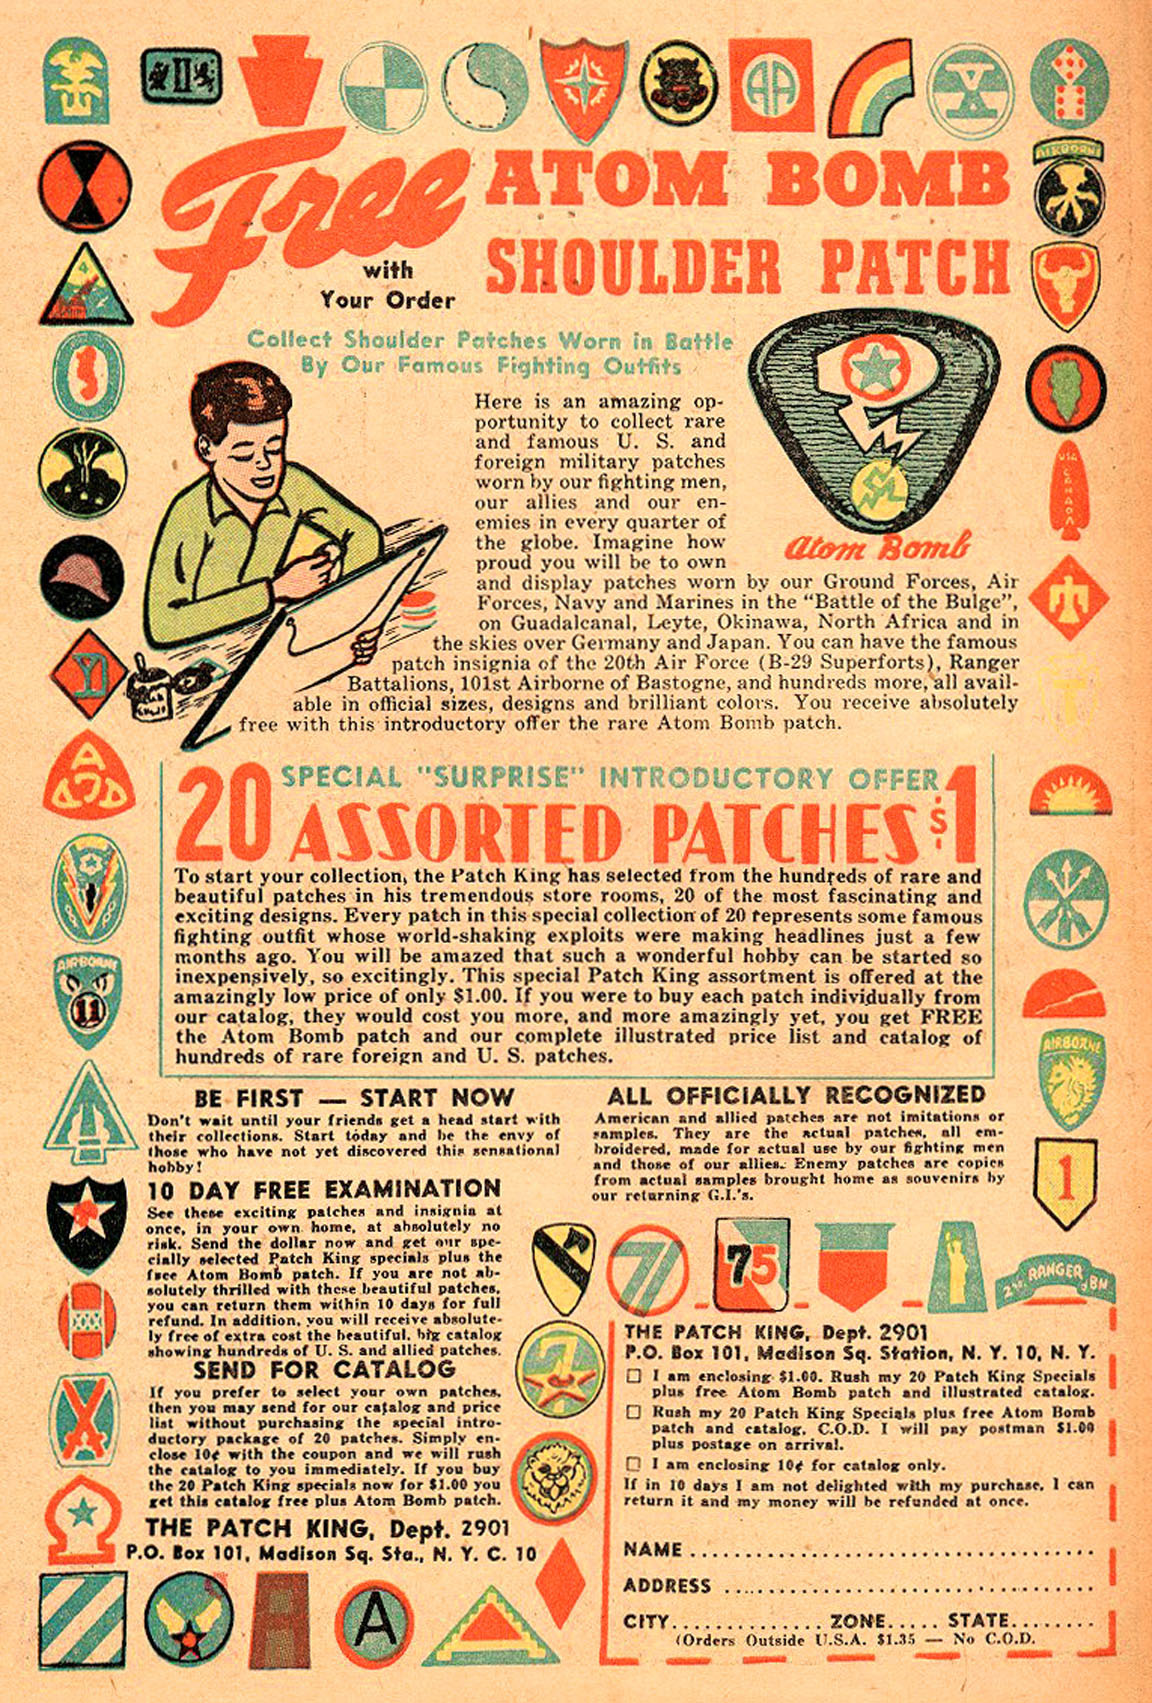 Free
with
Your Order
ATOM BOMB
SHOULDER PATCH
Collect Shoulder Patches Worn in Battle
By Our Famous Fighting Outfits
Here is an amazing op-
portunity to collect rare
and famous U. S. and
foreign military patches
worn by our fighting men,
our allies and our en-
emies in every quarter of
the globe. Imagine how
proud you will be to own
and display patches worn by our Ground Forces, Air
Forces, Navy and Marines in the "Battle of the Bulge",
on Guadalcanal, Leyte, Okinawa, North Africa and in
the skies over Germany and Japan. You can have the famous
patch insignia of the 20th Air Force (B-29 Superforts), Ranger
Battalions, 101st Airborne of Bastogne, and hundreds more, all avail-
able in official sizes, designs and brilliant colors. You receive absolutely
free with this introductory offer the rare Atom Bomb patch.
Atom Bomb
SPECIAL "SURPRISE" INTRODUCTORY OFFER
20 ASSORTED PATCHES $1
To start your collection, the Patch King has selected from the hundreds of rare and
beautiful patches in his tremendous store rooms, 20 of the most fascinating and
exciting designs. Every patch in this special collection of 20 represents some famous
fighting outfit whose world-shaking exploits were making headlines just a few
months ago. You will be amazed that such a wonderful hobby can be started so
inexpensively, so excitingly. This special Patch King assortment is offered at the
amazingly low price of only $1.00. If you were to buy each patch individually from
our catalog, they would cost you more, and more amazingly yet, you get FREE
the Atom Bomb patch and our complete illustrated price list and catalog of
hundreds of rare foreign and U. S. patches.
BE FIRST — START NOW
Don't wait until your friends get a head start with
their collections. Start today and be the envy of
those who have not yet discovered this sensational
hobby!
10 DAY FREE EXAMINATION
See these exciting patches and insignia at
once, in your own home, at absolutely no
risk. Send the dollar now and get our spe-
cially selected Patch King specials plus the
free Atom Bomb patch. If you are not ab-
solutely thrilled with these beautiful patches,
you can return them within 10 days for full
refund. In addition, you will receive absolute-
ly free of extra cost the beautiful, big catalog
showing hundreds of U. S. and allied patches.
SEND FOR CATALOG
If you prefer to select your own patches,
then you may send for our catalog and price
list without purchasing the special intro-
ductory package of 20 patches. Simply en-
close 10¢ with the coupon and we will rush
the catalog to you immediately. If you buy
the 20 Patch King specials now for $1.00 you
get this catalog free plus Atom Bomb patch.
THE PATCH KING, Dept. 2901
P.O. Box 101, Madison Sq. Sta., N. Y. C. 10
ALL OFFICIALLY RECOGNIZED
American and allied patches are not imitations or
samples. They are the actual patches, all em-
broidered, made for actual use by our fighting men
and those of our allies. Enemy patches are copies
from actual samples brought home as souvenirs by
our returning G.I.'s.
THE PATCH KING, Dept. 2901
P.O. Box 101, Madison Sq. Station, N. Y. 10, N. Y.
I am enclosing $1.00. Rush my 20 Patch King Specials
plus free Atom Bomb patch and illustrated catalog.
Rush my 20 Patch King Specials plus free Atom Bomb
patch and catalog, C.O.D. I will pay postman $1.00
plus postage on arrival.
I am enclosing 10¢ for catalog only.
If in 10 days I am not delighted with my purchase, I can
return it and my money will be refunded at once.
NAME
ADDRESS
CITY ZONE STATE
(Orders Outside U.S.A. $1.35 — No C.O.D.
II
AA
X
AIRBORNE
USA
CANADA
T
Y
A
AIRBORNE
11
AIRBORNE
1
75
2ND RANGER BN
7
A